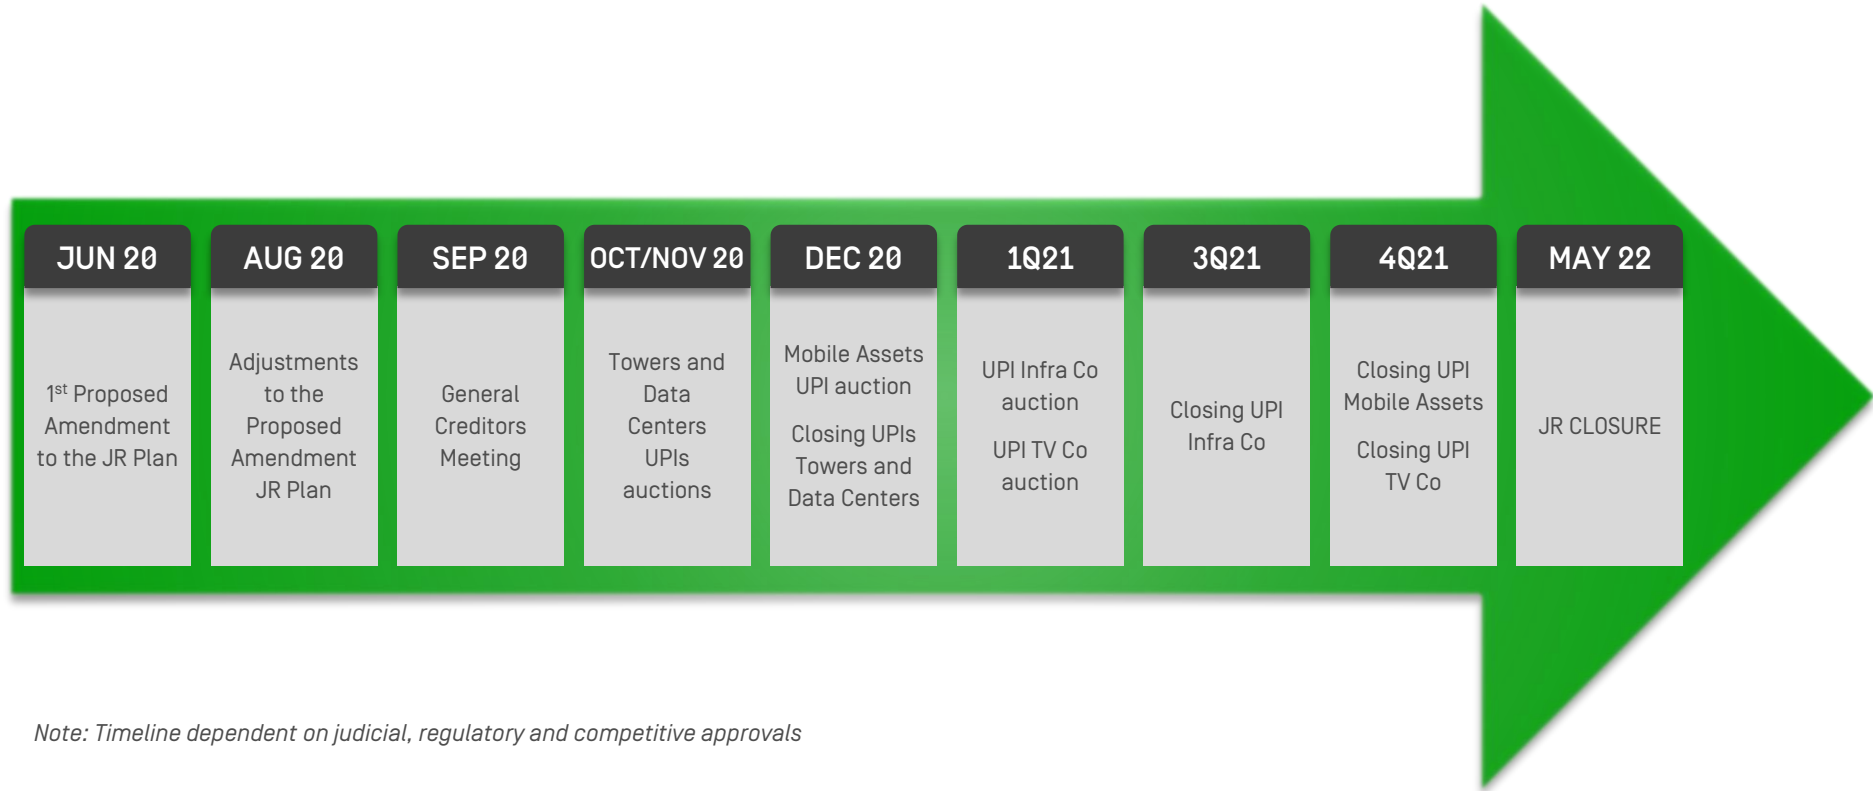 JUN 20
1st Proposed
Amendment
to the JR Plan
AUG 20
Adjustments
to the
Proposed
Amendment
JR Plan
SEP 20
General
Creditors
Meeting
OCT/NOV 20
Towers and
Data
Centers
UPIs
auctions
DEC 20
Mobile Assets
UPI auction
Closing UPIs
Towers and
Data Centers
1Q21
UPI Infra Co
auction
UPI TV Co
auction
3Q21
Closing UPI
Infra Co
4Q21
Closing UPI
Mobile Assets
Closing UPI
TV Co
MAY 22
JR CLOSURE
Note: Timeline dependent on judicial, regulatory and competitive approvals